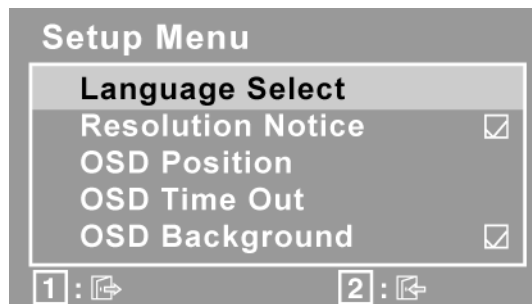 Setup Menu
Language Select
Resolution Notice
OSD Position
OSD Time Out
OSD Background
1 : 2 :